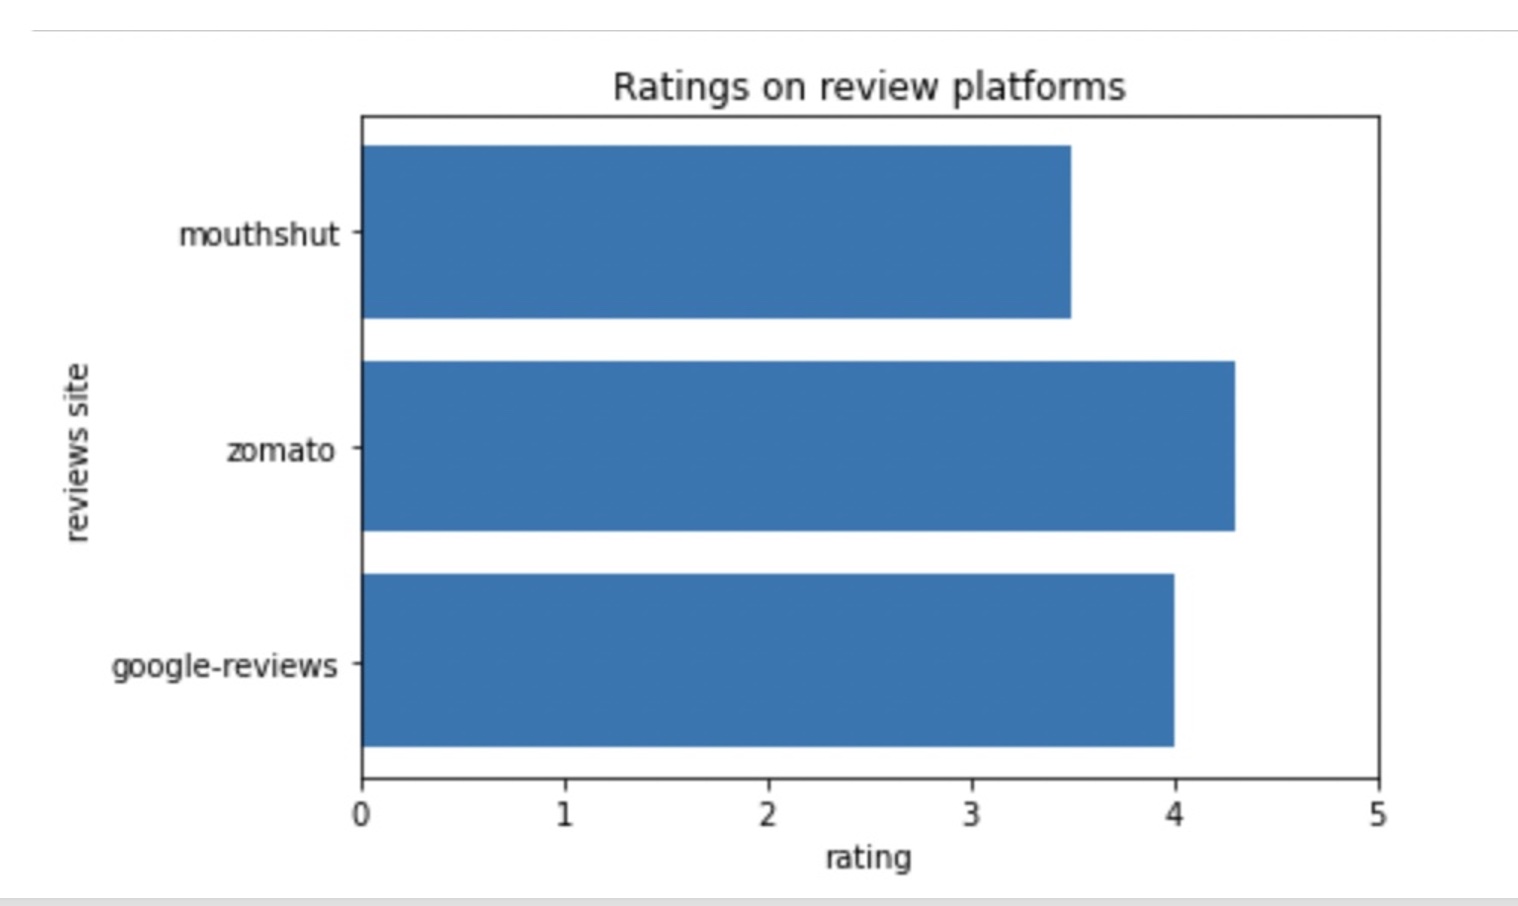 Ratings on review platforms
mouthshut
zomato
google-reviews
reviews site
0 1 2 3 4 5
rating